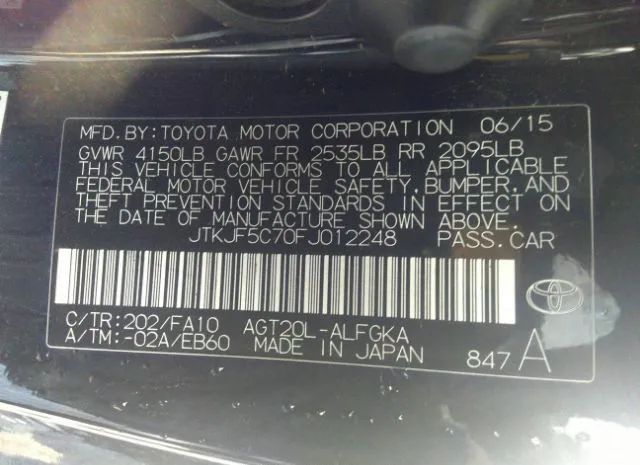 MFD.BY:TOYOTA MOTOR CORPORATION 06/15
GVWR 4150LB GAWR FR 2535LB RR 2095LB
THIS VEHICLE CONFORMS TO ALL APPLICABLE
FEDERAL MOTOR VEHICLE SAFETY,BUMPER,AND
THEFT PREVENTION STANDARDS IN EFFECT ON
THE DATE OF MANUFACTURE SHOWN ABOVE.
JTKJF5C70FJ012248 PASS.CAR
C/TR:202/FA10 AGT20L-ALFGKA
A/TM:-02A/EB60 MADE IN JAPAN 847A